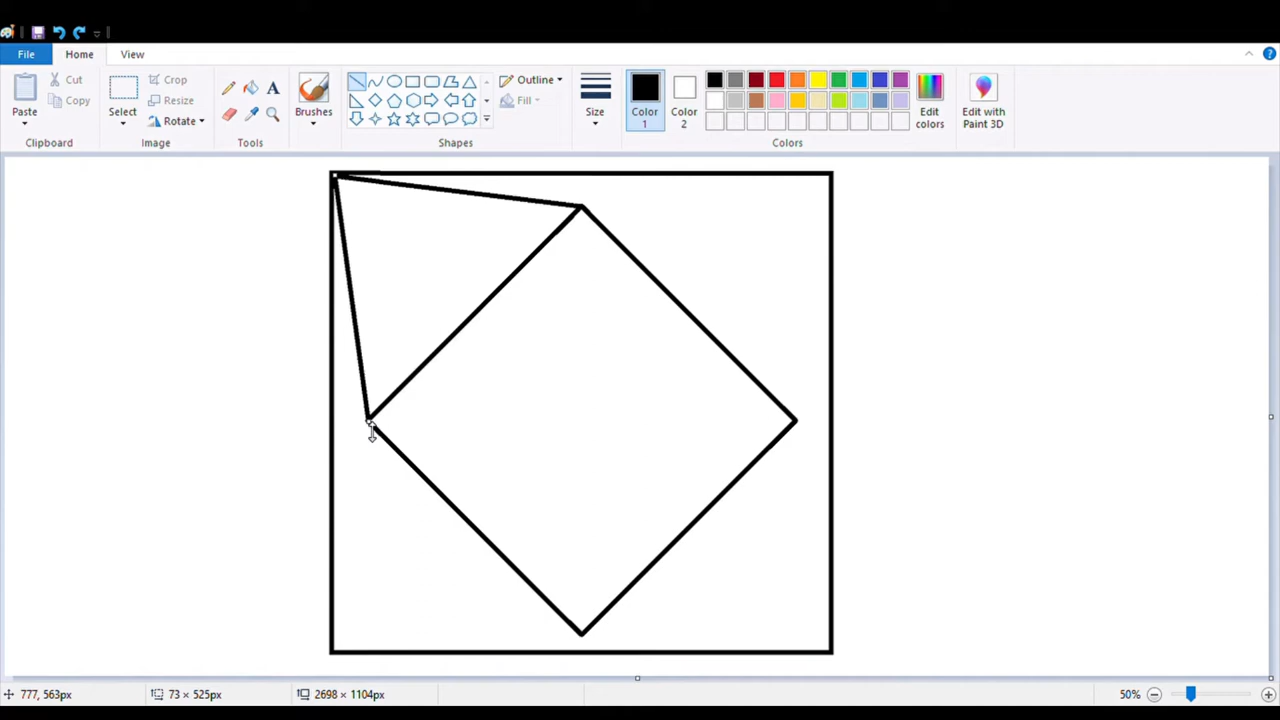 File Home View
Paste Cut Copy Select Crop Resize Rotate A Brushes Outline Fill Size Color 1 Color 2 Edit colors Edit with Paint 3D
Clipboard Image Tools Shapes Colors
777, 563px 73 × 525px 2698 × 1104px 50%